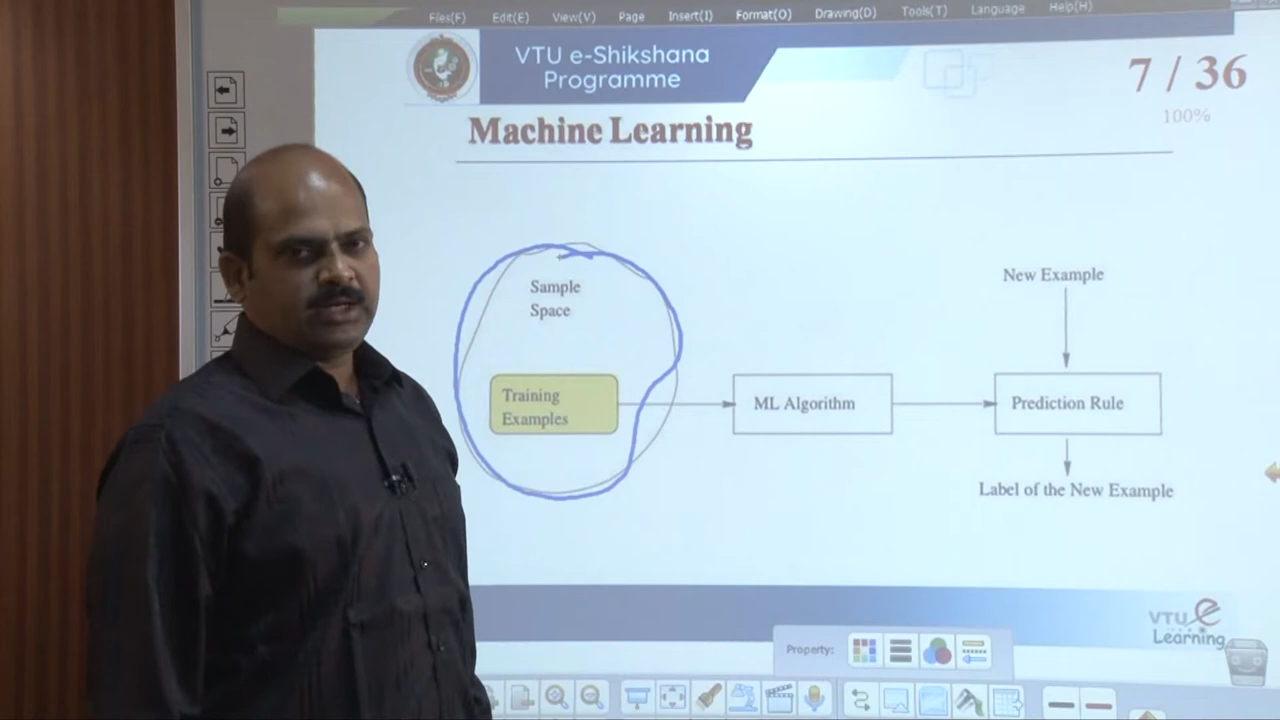 Files(F) Edit(E) View(V) Page Insert(I) Format(O) Drawing(D) Tools(T) Language Help(H)
VTU e-Shikshana
Programme
7 / 36
100%
Machine Learning
Sample
Space
New Example
Training
Examples
ML Algorithm
Prediction Rule
Label of the New Example
VTU e
Learning
Property: